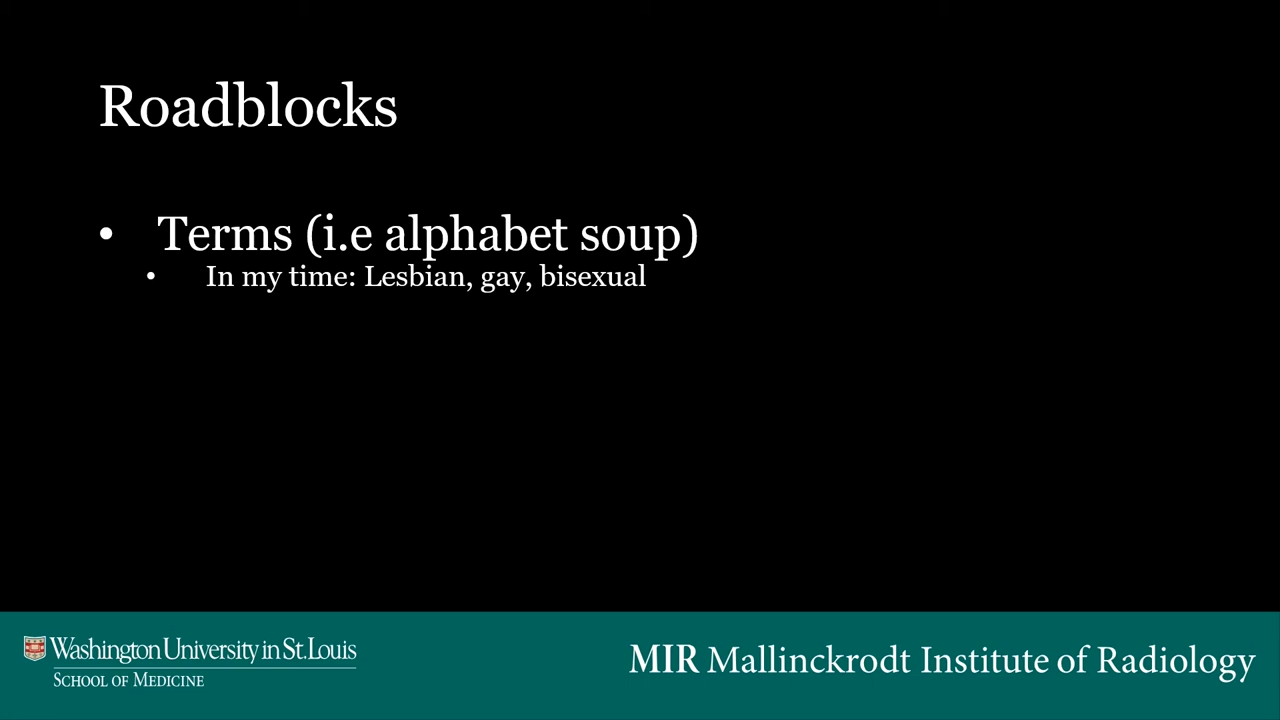 Roadblocks
• Terms (i.e alphabet soup)
• In my time: Lesbian, gay, bisexual
Washington University in St. Louis
School of Medicine
MIR Mallinckrodt Institute of Radiology